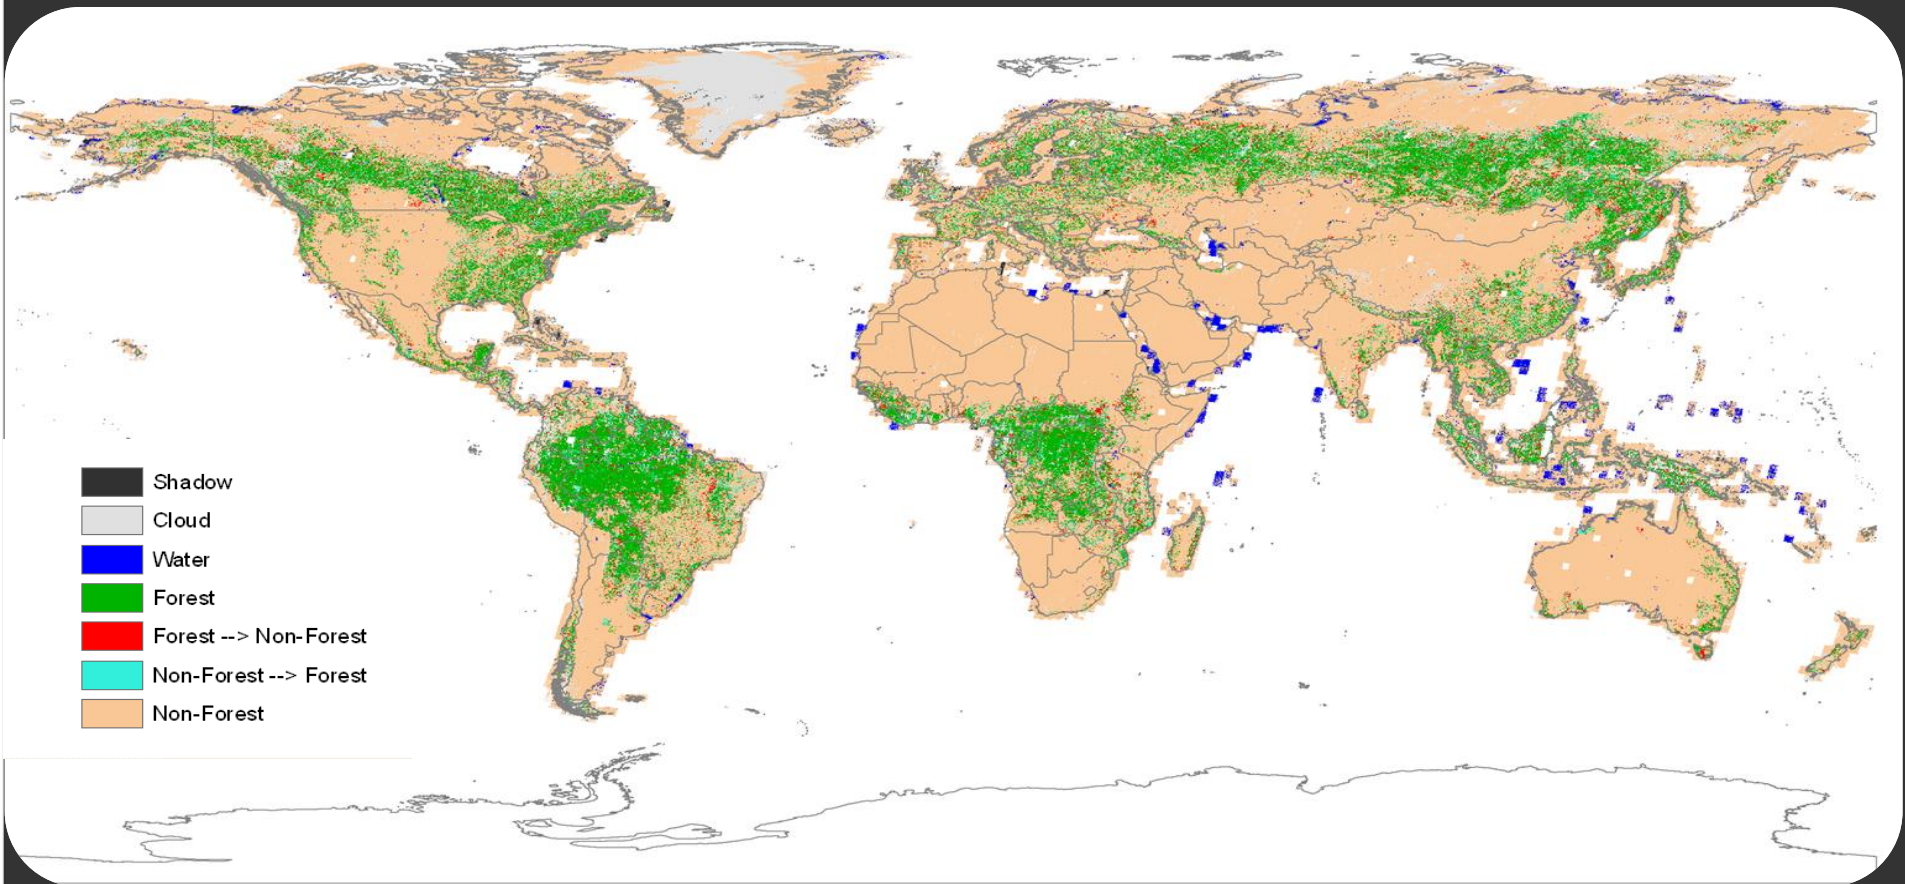 Shadow
Cloud
Water
Forest
Forest --> Non-Forest
Non-Forest --> Forest
Non-Forest